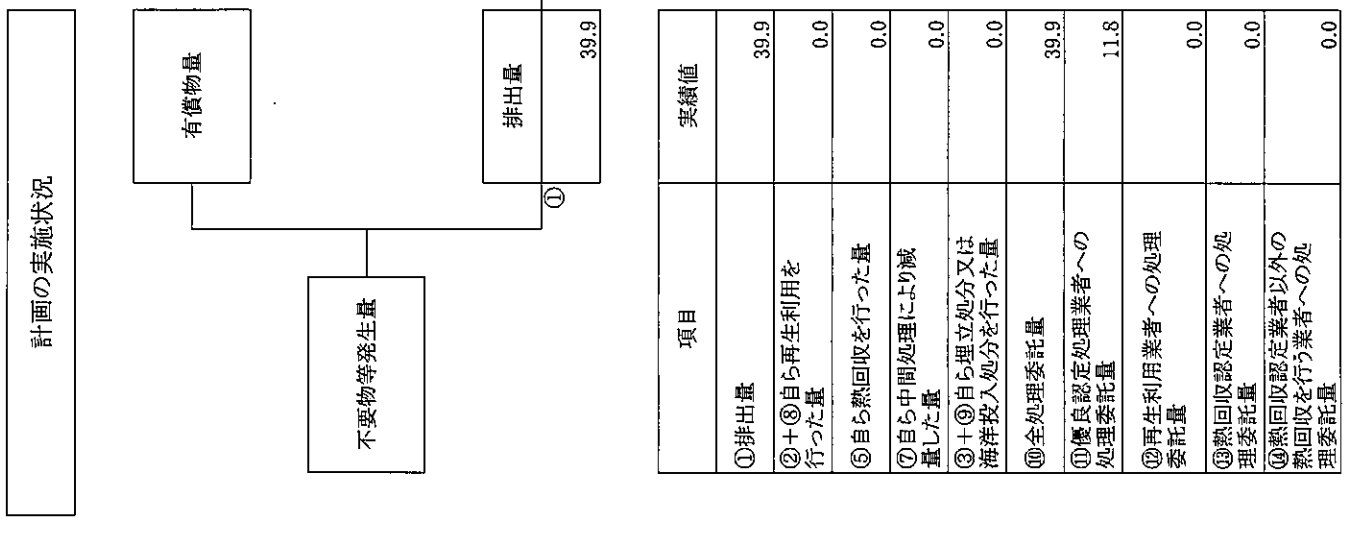 計画の実施状況
有償物量
不要物等発生量
排出量
①
39.9
項目
実績値
①排出量
39.9
②+⑧自ら再生利用を
行った量
0.0
⑤自ら熱回収を行った量
0.0
⑦自ら中間処理により減
量した量
0.0
③+⑨自ら埋立処分又は
海洋投入処分を行った量
0.0
⑩全処理委託量
39.9
⑪優良認定処理業者への
処理委託量
11.8
⑫再生利用業者への処理
委託量
0.0
⑬熱回収認定業者への処
理委託量
0.0
⑭熱回収認定業者以外の
熱回収を行う業者への処
理委託量
0.0